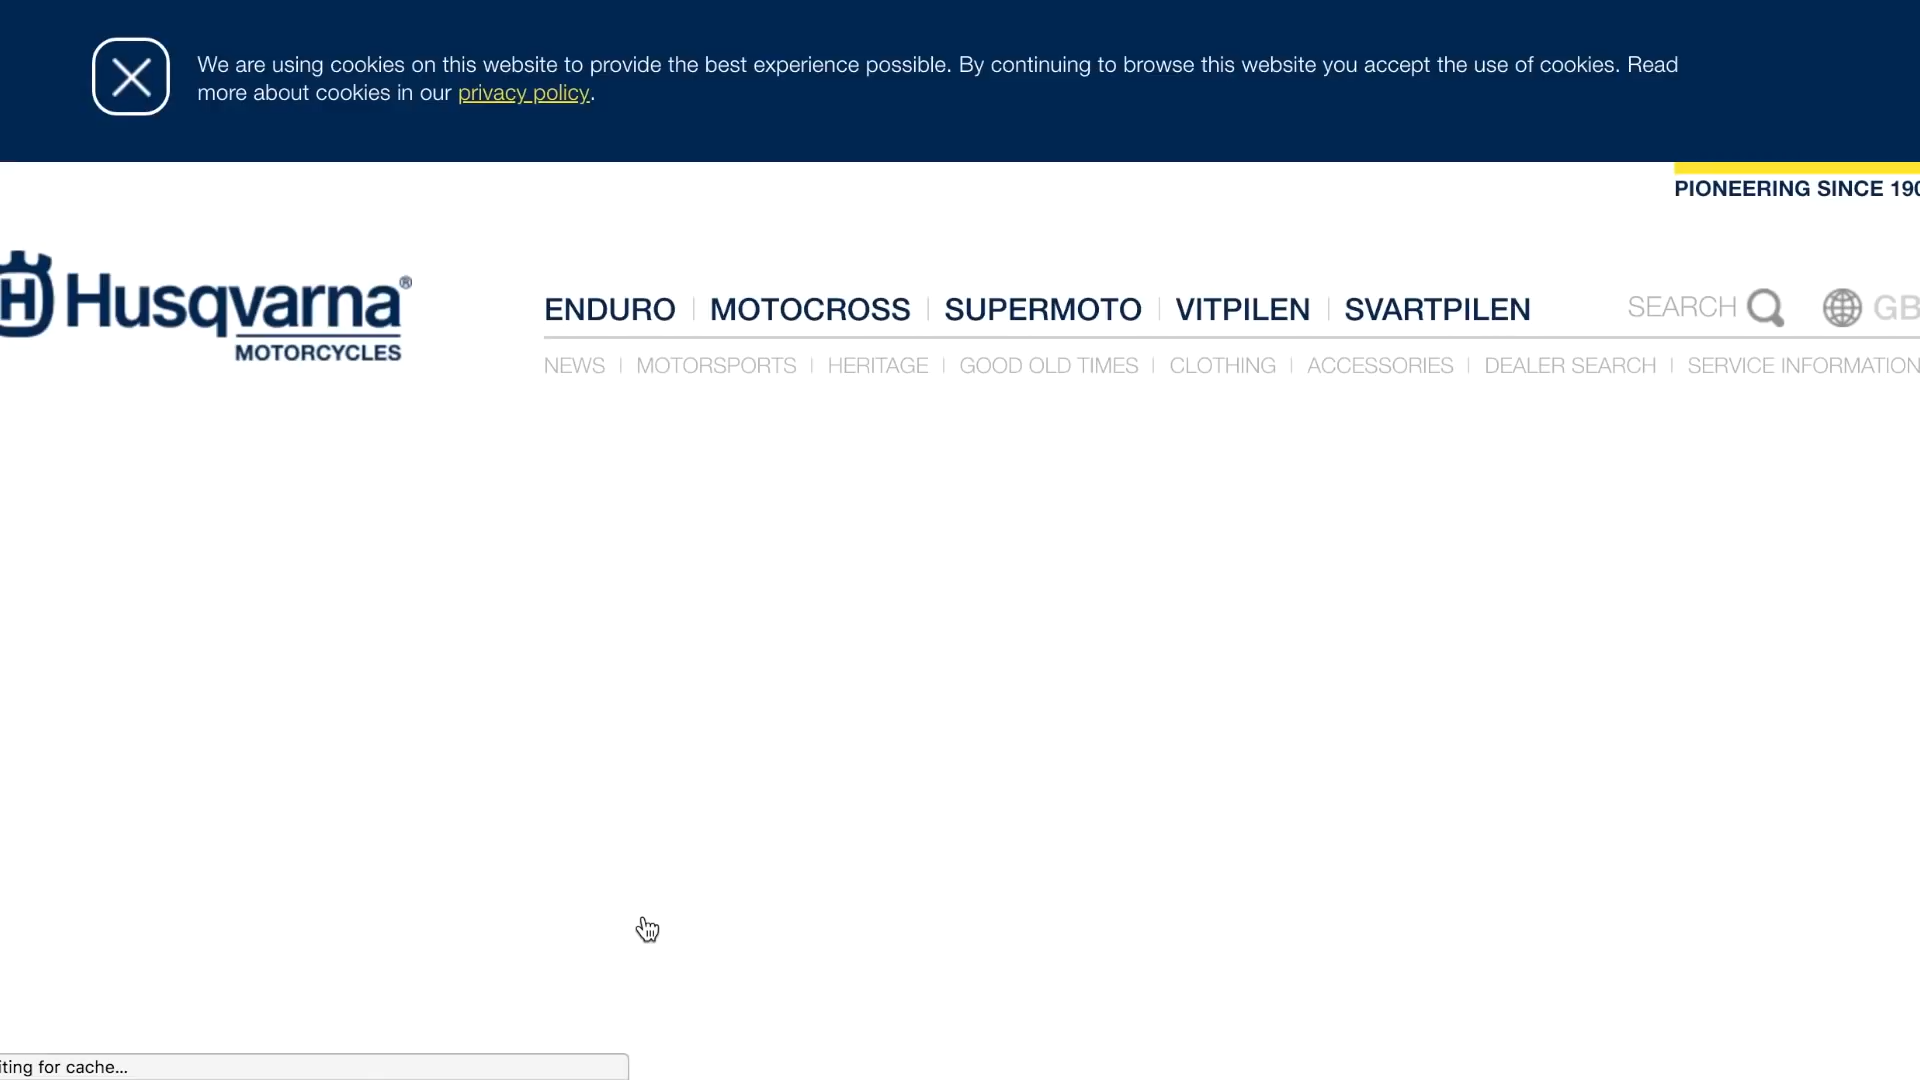 We are using cookies on this website to provide the best experience possible. By continuing to browse this website you accept the use of cookies. Read
more about cookies in our privacy policy.
PIONEERING SINCE 190
H Husqvarna®
MOTORCYCLES
ENDURO | MOTOCROSS | SUPERMOTO | VITPILEN | SVARTPILEN
SEARCH
GB
NEWS | MOTORSPORTS | HERITAGE | GOOD OLD TIMES | CLOTHING | ACCESSORIES | DEALER SEARCH | SERVICE INFORMATION
iting for cache...